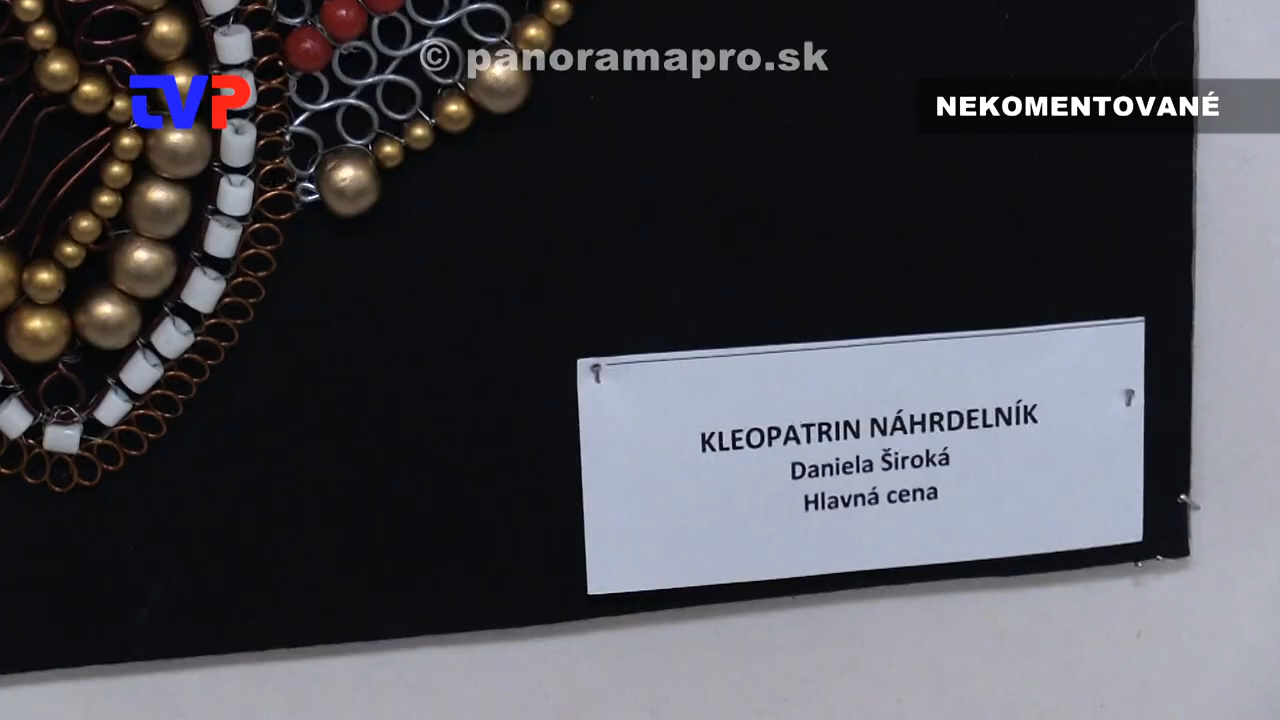 © panoramapro.sk
TVP
NEKOMENTOVANÉ
KLEOPATRIN NÁHRDELNÍK
Daniela Široká
Hlavná cena